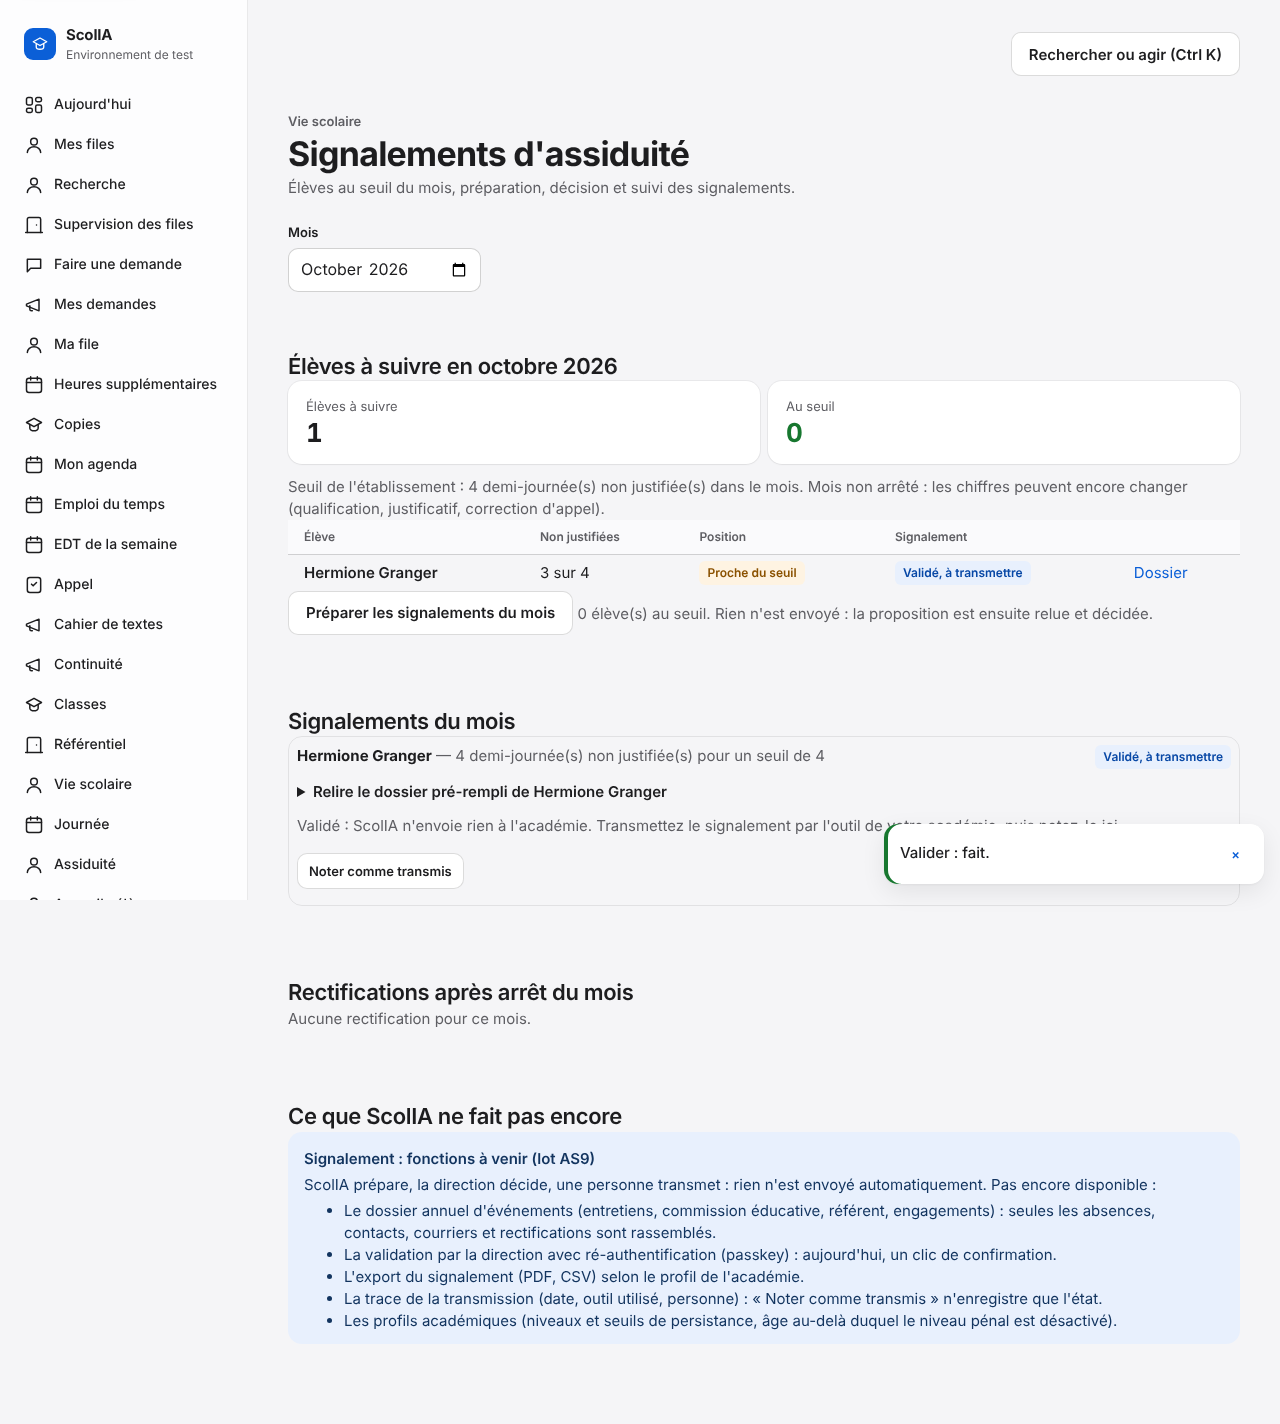 ScolIA
Environnement de test
Aujourd'hui
Mes files
Recherche
Supervision des files
Faire une demande
Mes demandes
Ma file
Heures supplémentaires
Copies
Mon agenda
Emploi du temps
EDT de la semaine
Appel
Cahier de textes
Continuité
Classes
Référentiel
Vie scolaire
Journée
Assiduité
Rechercher ou agir (Ctrl K)
Vie scolaire
Signalements d'assiduité
Élèves au seuil du mois, préparation, décision et suivi des signalements.
Mois
October 2026
Élèves à suivre en octobre 2026
Élèves à suivre
1
Au seuil
0
Seuil de l'établissement : 4 demi-journée(s) non justifiée(s) dans le mois. Mois non arrêté : les chiffres peuvent encore changer
(qualification, justificatif, correction d'appel).
Élève Non justifiées Position Signalement
Hermione Granger 3 sur 4 Proche du seuil Validé, à transmettre Dossier
Préparer les signalements du mois 0 élève(s) au seuil. Rien n'est envoyé : la proposition est ensuite relue et décidée.
Signalements du mois
Hermione Granger — 4 demi-journée(s) non justifiée(s) pour un seuil de 4 Validé, à transmettre
Relire le dossier pré-rempli de Hermione Granger
Validé : ScolIA n'envoie rien à l'académie. Transmettez le signalement par l'outil de
Valider : fait. ×
Noter comme transmis
Rectifications après arrêt du mois
Aucune rectification pour ce mois.
Ce que ScolIA ne fait pas encore
Signalement : fonctions à venir (lot AS9)
ScolIA prépare, la direction décide, une personne transmet : rien n'est envoyé automatiquement. Pas encore disponible :
• Le dossier annuel d'événements (entretiens, commission éducative, référent, engagements) : seules les absences,
contacts, courriers et rectifications sont rassemblés.
• La validation par la direction avec ré-authentification (passkey) : aujourd'hui, un clic de confirmation.
• L'export du signalement (PDF, CSV) selon le profil de l'académie.
• La trace de la transmission (date, outil utilisé, personne) : « Noter comme transmis » n'enregistre que l'état.
• Les profils académiques (niveaux et seuils de persistance, âge au-delà duquel le niveau pénal est désactivé).